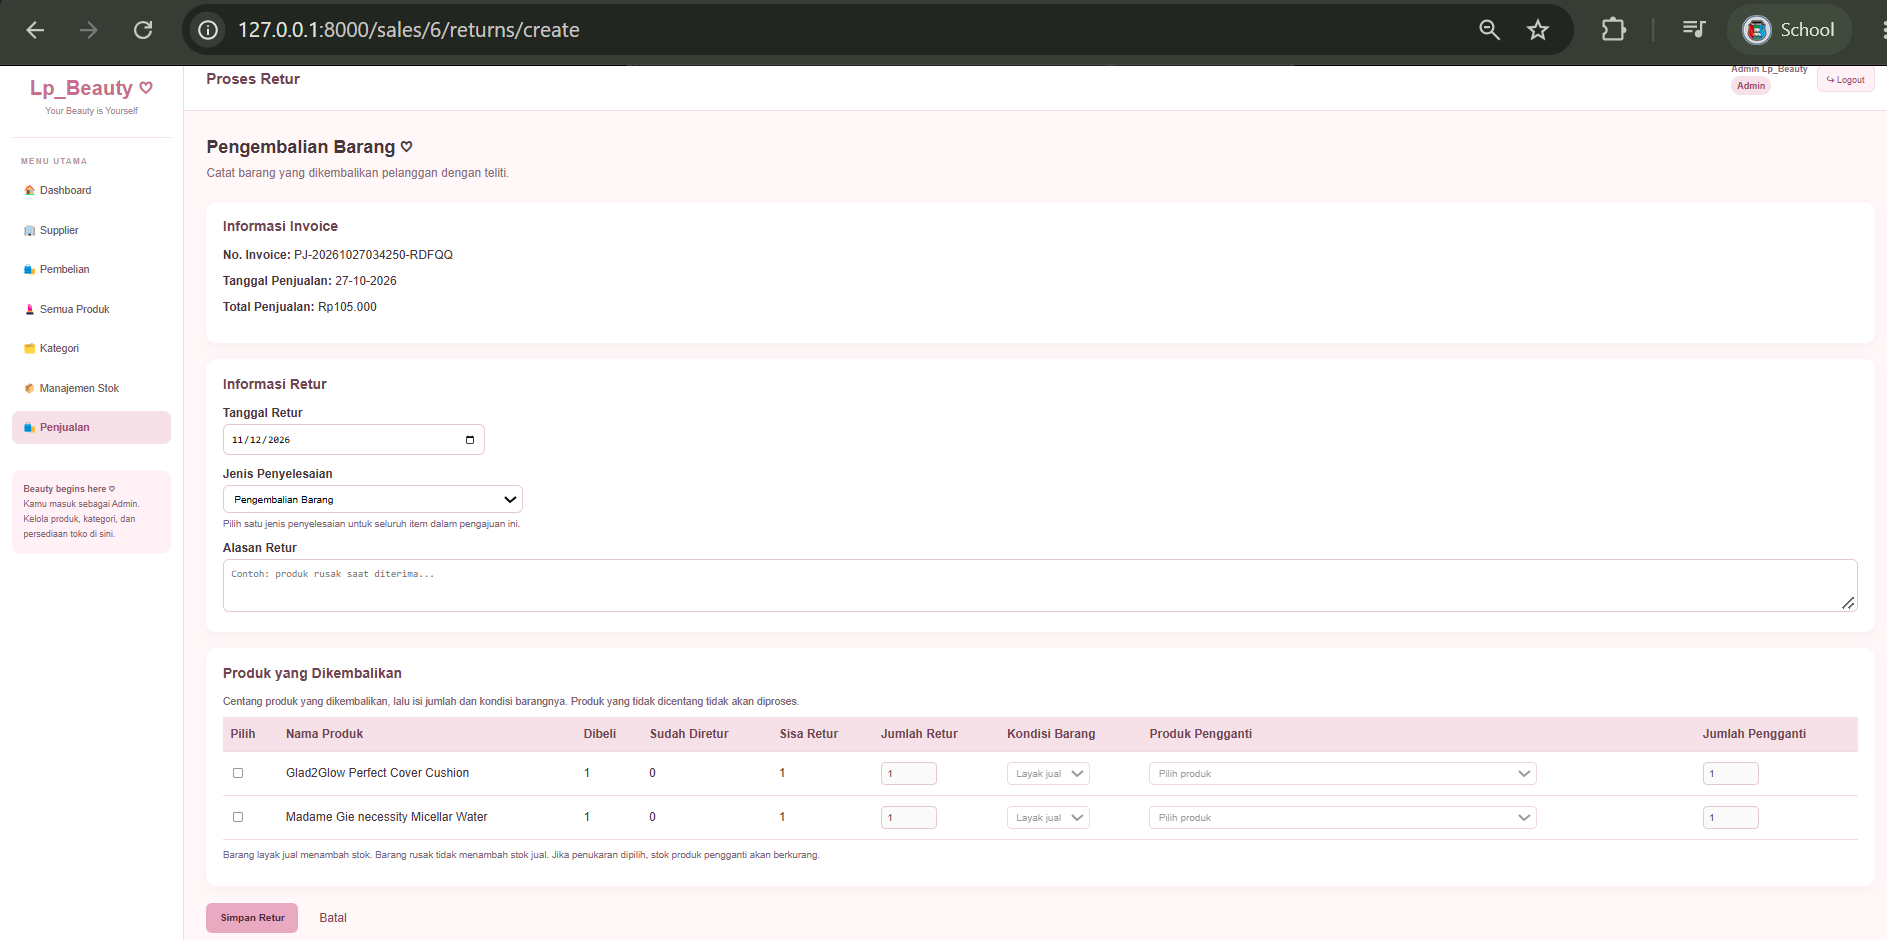 127.0.0.1:8000/sales/6/returns/create
School
Lp_Beauty ♡
Your Beauty is Yourself
MENU UTAMA
Dashboard
Supplier
Pembelian
Semua Produk
Kategori
Manajemen Stok
Penjualan
Beauty begins here ♡
Kamu masuk sebagai Admin.
Kelola produk, kategori, dan
persediaan toko di sini.
Proses Retur
Admin Lp_Beauty
Admin
↪ Logout
Pengembalian Barang ♡
Catat barang yang dikembalikan pelanggan dengan teliti.
Informasi Invoice
No. Invoice: PJ-20261027034250-RDFQQ
Tanggal Penjualan: 27-10-2026
Total Penjualan: Rp105.000
Informasi Retur
Tanggal Retur
11/12/2026
Jenis Penyelesaian
Pengembalian Barang
Pilih satu jenis penyelesaian untuk seluruh item dalam pengajuan ini.
Alasan Retur
Contoh: produk rusak saat diterima...
Produk yang Dikembalikan
Centang produk yang dikembalikan, lalu isi jumlah dan kondisi barangnya. Produk yang tidak dicentang tidak akan diproses.
Pilih Nama Produk Dibeli Sudah Diretur Sisa Retur Jumlah Retur Kondisi Barang Produk Pengganti Jumlah Pengganti
Glad2Glow Perfect Cover Cushion 1 0 1 1 Layak jual Pilih produk 1
Madame Gie necessity Micellar Water 1 0 1 1 Layak jual Pilih produk 1
Barang layak jual menambah stok. Barang rusak tidak menambah stok jual. Jika penukaran dipilih, stok produk pengganti akan berkurang.
Simpan Retur Batal